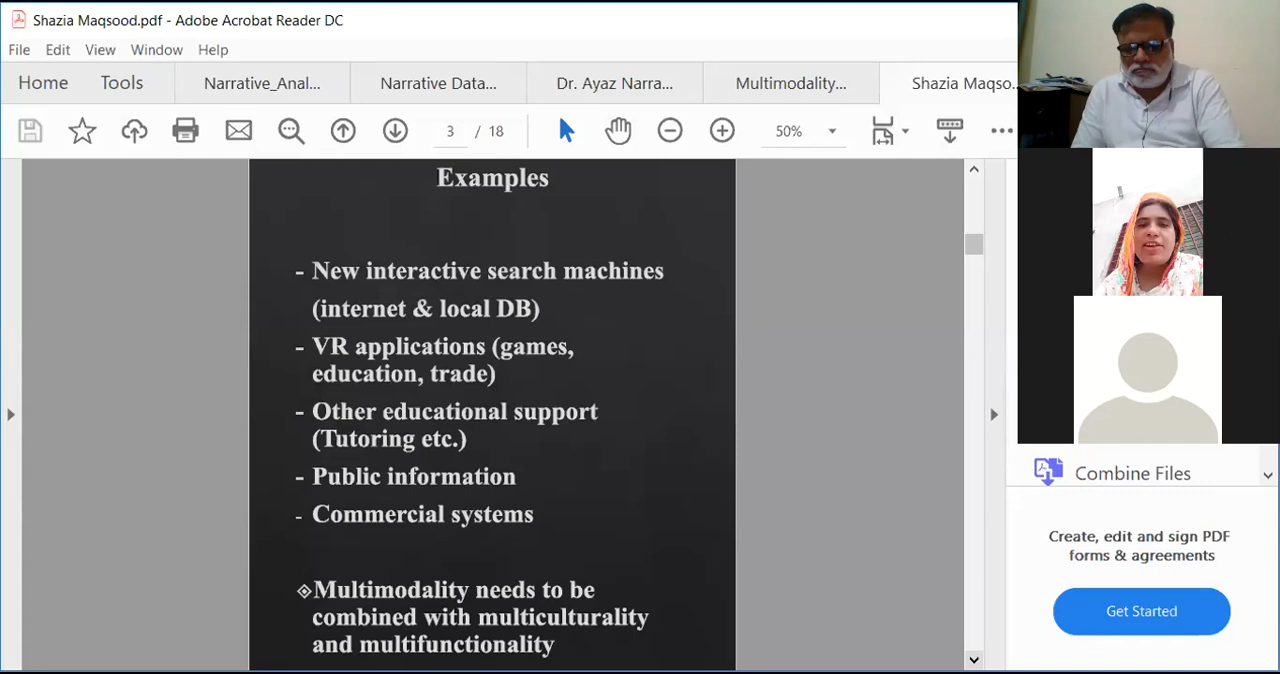 Shazia Maqsood.pdf - Adobe Acrobat Reader DC
File Edit View Window Help
Home Tools Narrative_Anal... Narrative Data... Dr. Ayaz Narra... Multimodality... Shazia Maqso...
3 / 18 50%
Examples
- New interactive search machines
(internet & local DB)
- VR applications (games,
education, trade)
- Other educational support
(Tutoring etc.)
- Public information
- Commercial systems
Multimodality needs to be
combined with multiculturality
and multifunctionality
Combine Files
Create, edit and sign PDF
forms & agreements
Get Started